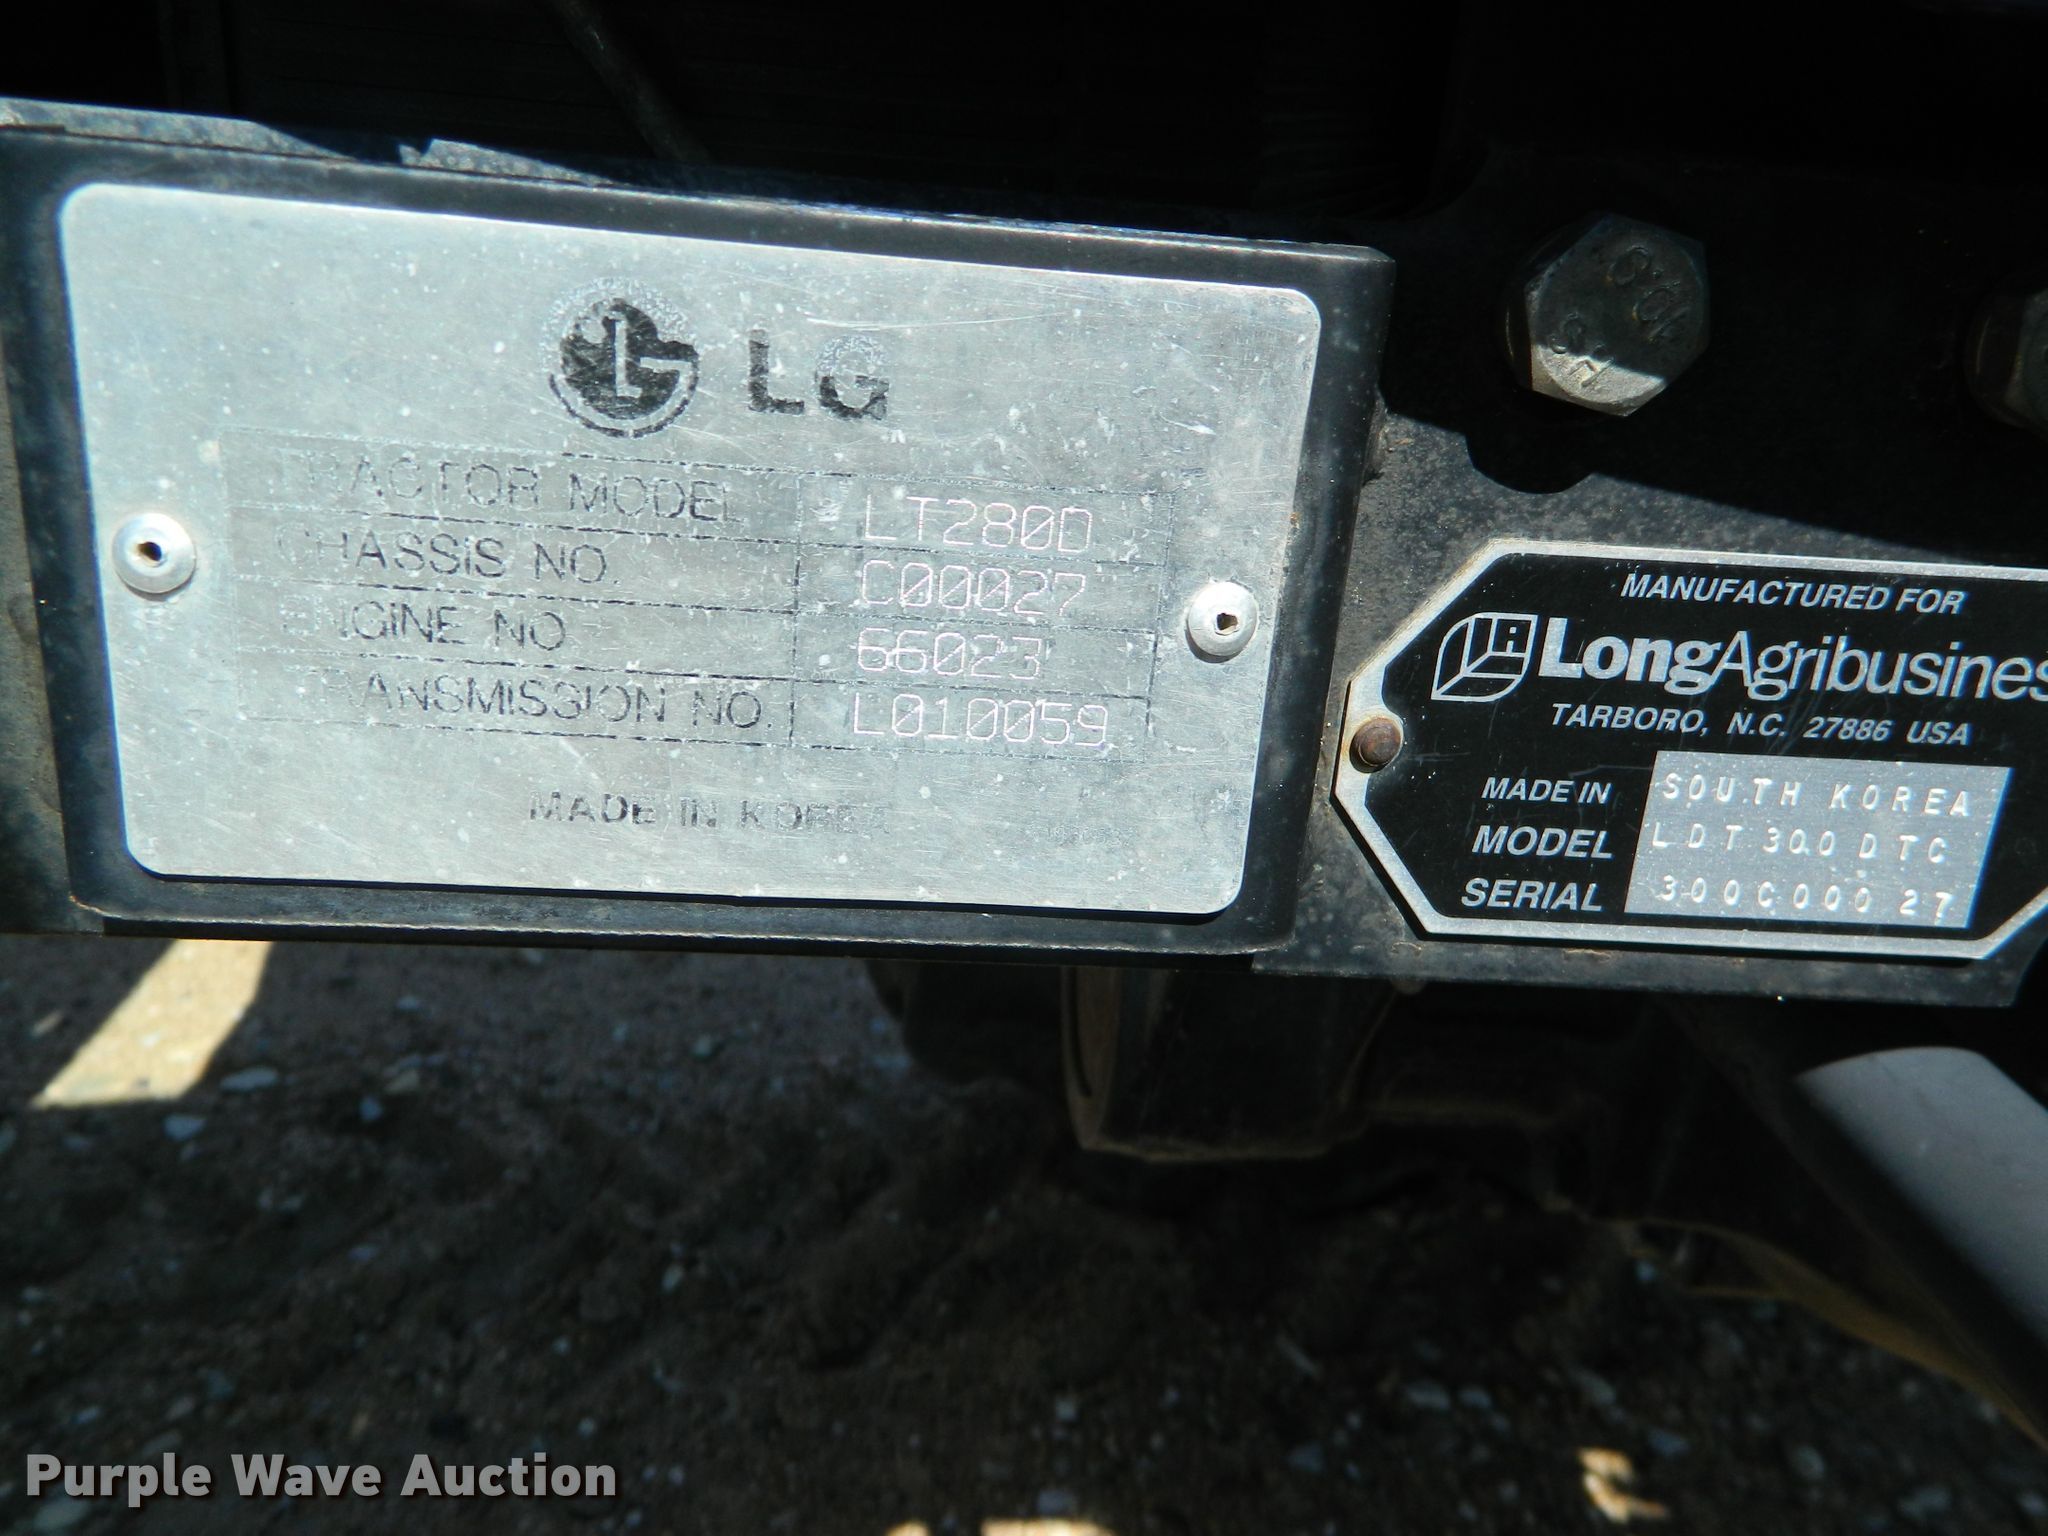 LG
TRACTOR MODEL LT280D
CHASSIS NO. C00027
ENGINE NO. 66023
TRANSMISSION NO. L010059
MADE IN KOREA
MANUFACTURED FOR
LongAgribusines
TARBORO, N.C. 27886 USA
MADE IN SOUTH KOREA
MODEL LDT300DTC
SERIAL 300C00027
Purple Wave Auction